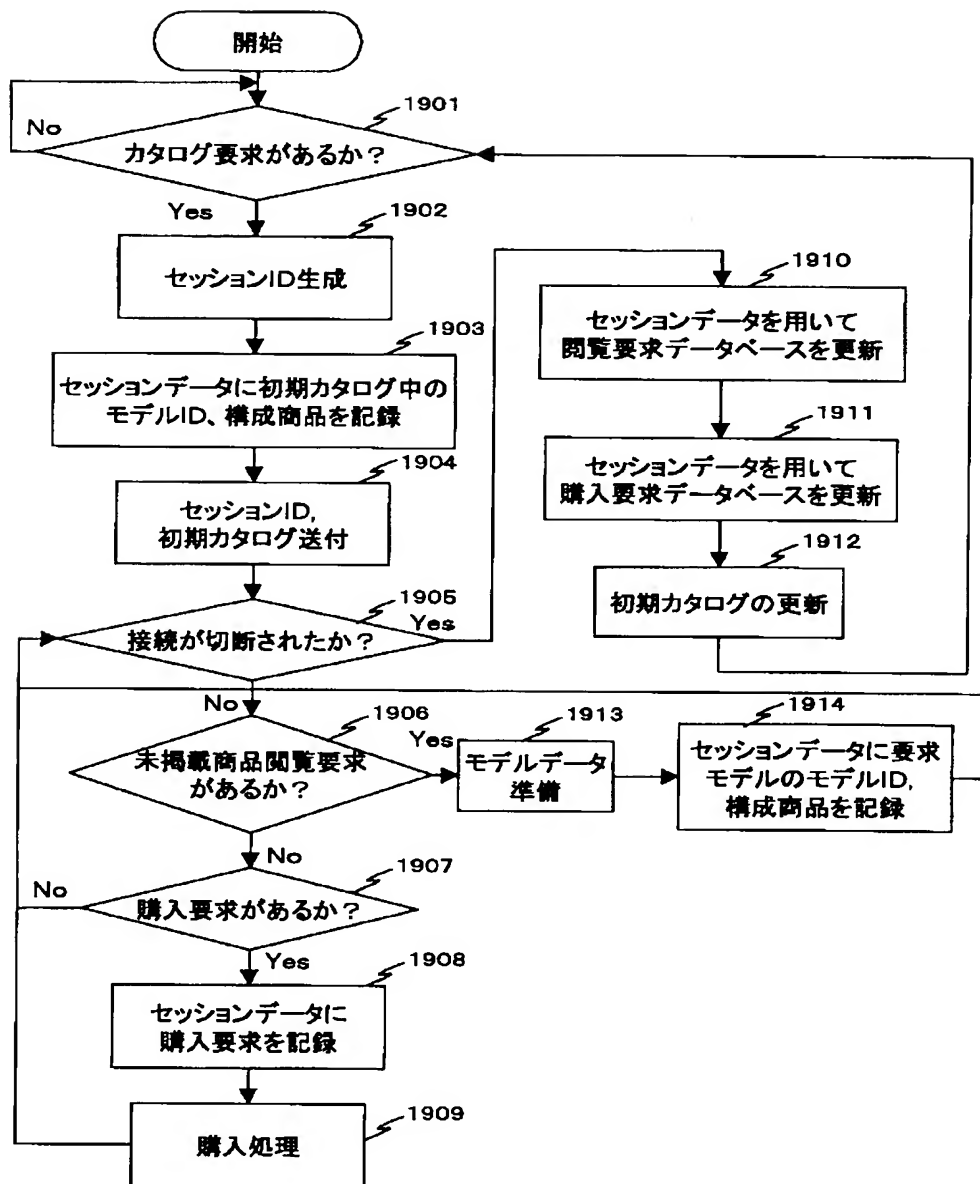 開始
1901
No
カタログ要求があるか？
Yes
1902
セッションID生成
1903
セッションデータに初期カタログ中の
モデルID、構成商品を記録
1904
セッションID,
初期カタログ送付
1905
接続が切断されたか？
Yes
1910
セッションデータを用いて
閲覧要求データベースを更新
1911
セッションデータを用いて
購入要求データベースを更新
1912
初期カタログの更新
No
1906
未掲載商品閲覧要求
があるか？
Yes
1913
モデルデータ
準備
1914
セッションデータに要求
モデルのモデルID,
構成商品を記録
No
1907
No
購入要求があるか？
Yes
1908
セッションデータに
購入要求を記録
1909
購入処理